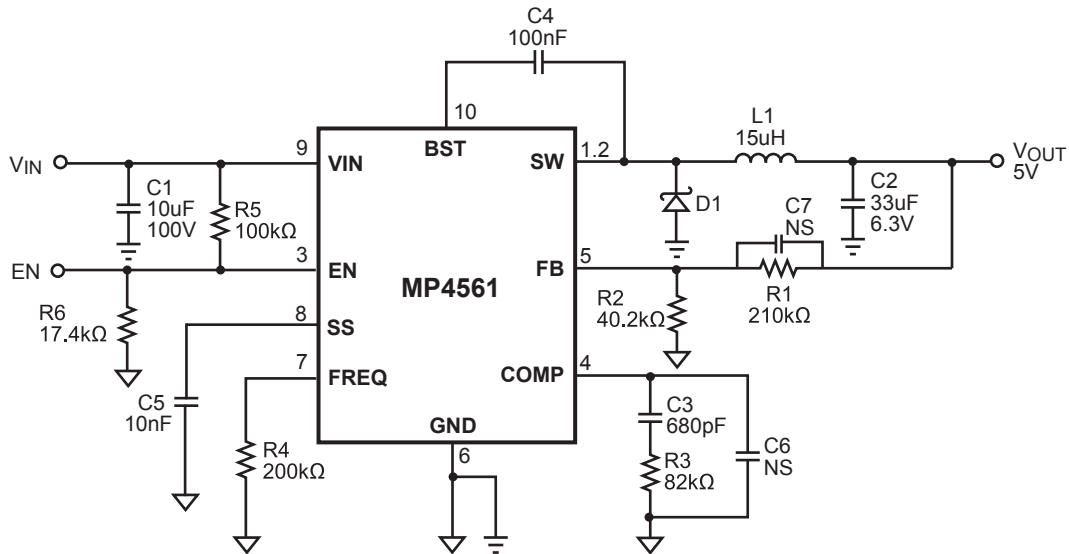 C4
100nF
10
BST
VIN
9
VIN
C1
10uF
100V
R5
100kΩ
EN
3
EN
R6
17.4kΩ
8
SS
C5
10nF
7
FREQ
R4
200kΩ
MP4561
GND
6
SW
1.2
L1
15uH
VOUT
5V
D1
C2
33uF
6.3V
C7
NS
FB
5
R1
210kΩ
R2
40.2kΩ
COMP
4
C3
680pF
R3
82kΩ
C6
NS